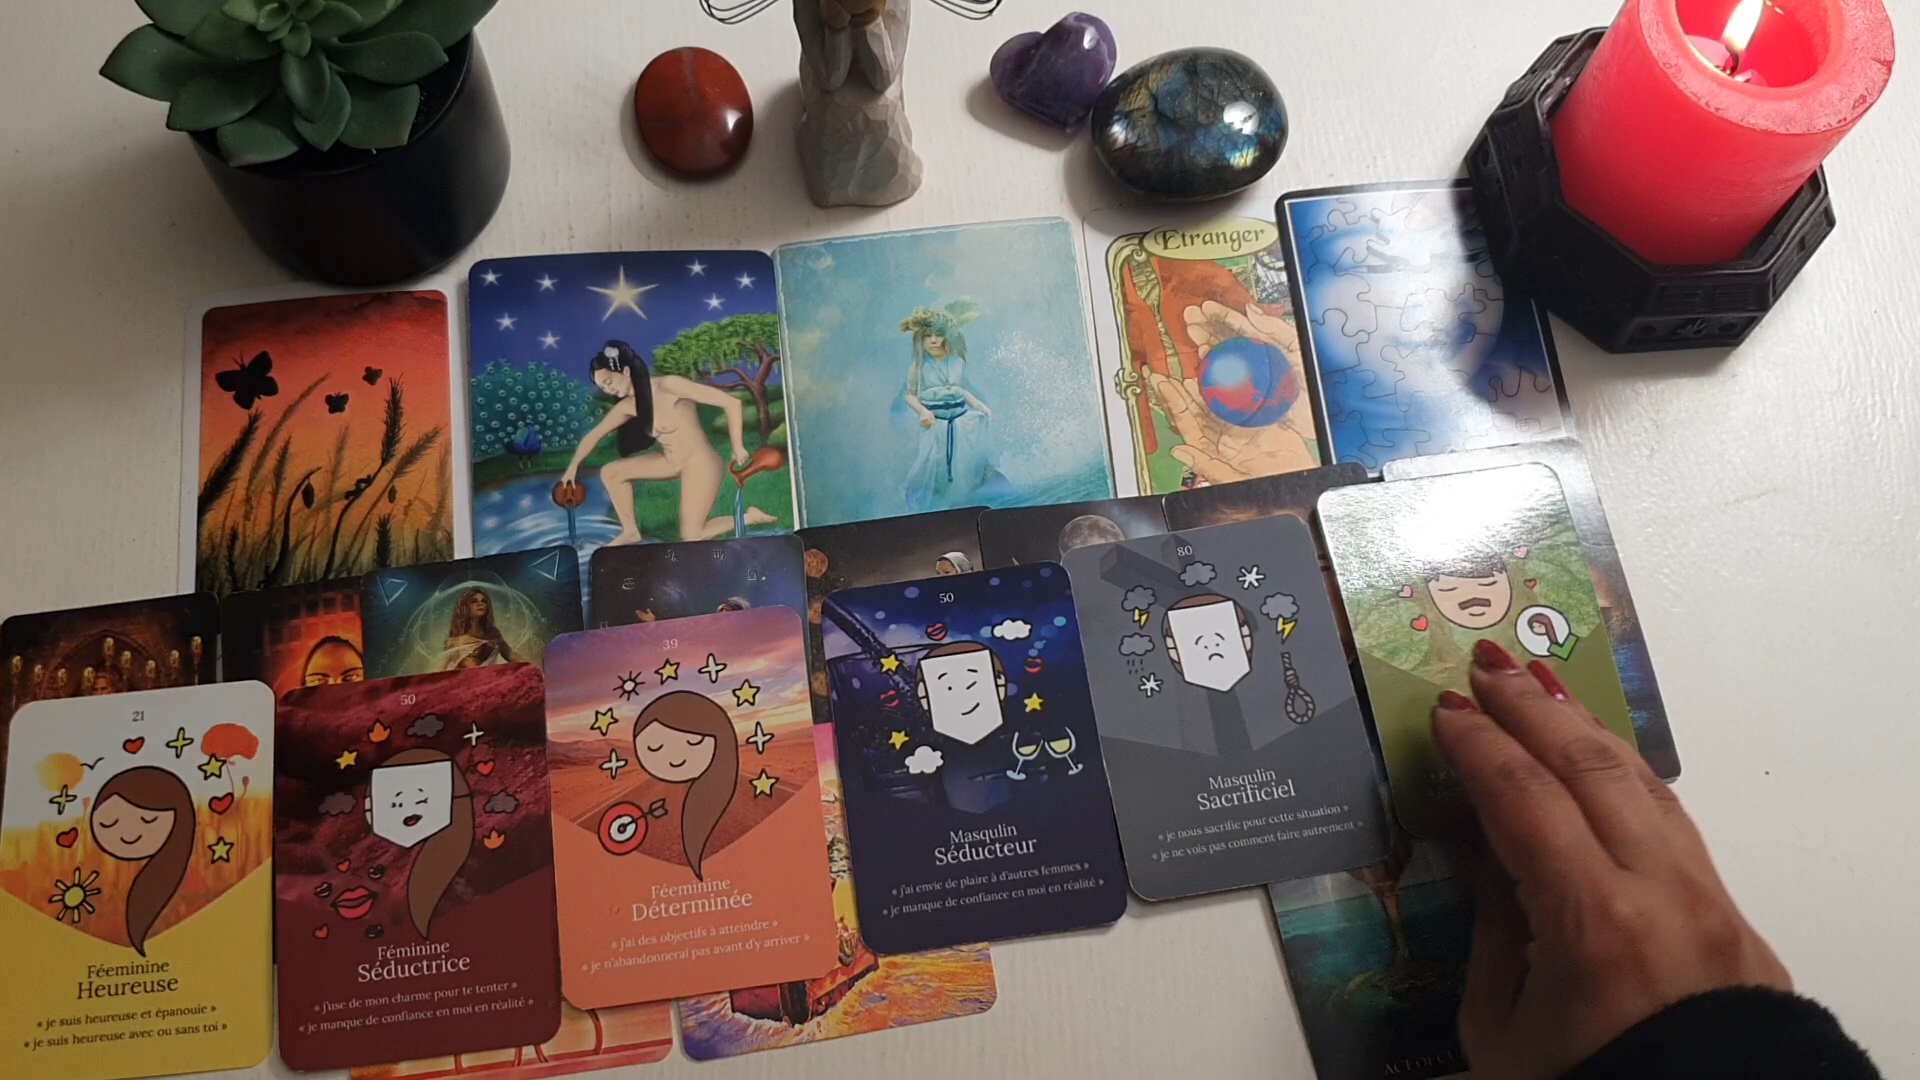 Etranger
21
Féeminine
Heureuse
« je suis heureuse et épanouie »
« je suis heureuse avec ou sans toi »
50
Féminine
Séductrice
« j'use de mon charme pour te tenter »
« je manque de confiance en moi en réalité »
39
Féeminine
Déterminée
« j'ai des objectifs à atteindre »
« je n'abandonnerai pas avant d'y arriver »
50
Masqulin
Séducteur
« j'ai envie de plaire à d'autres femmes »
« je manque de confiance en moi en réalité »
80
Masqulin
Sacrificiel
« je nous sacrifie pour cette situation »
« je ne vois pas comment faire autrement »
ACE OF